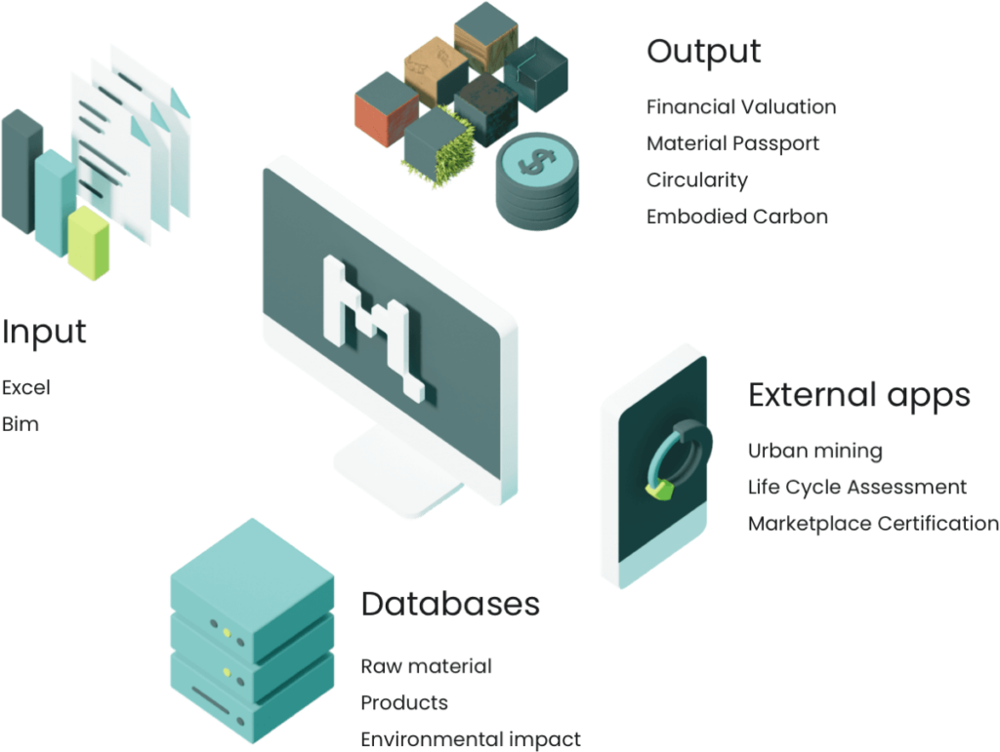 Output
Financial Valuation
Material Passport
Circularity
Embodied Carbon
Input
Excel
Bim
External apps
Urban mining
Life Cycle Assessment
Marketplace Certification
Databases
Raw material
Products
Environmental impact
M
$